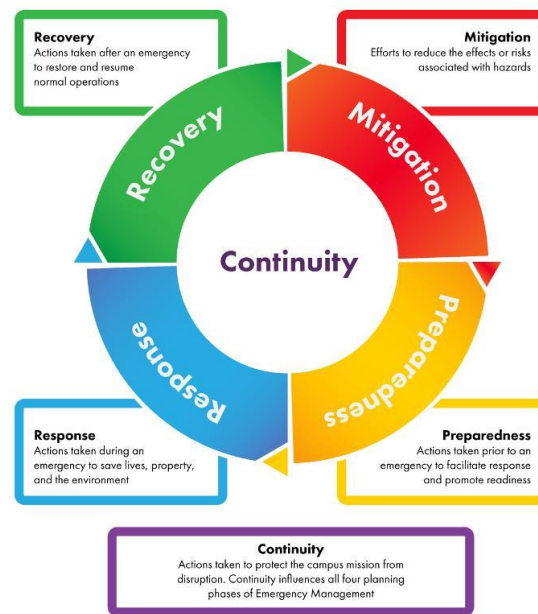 Recovery
Actions taken after an emergency
to restore and resume
normal operations
Mitigation
Efforts to reduce the effects or risks
associated with hazards
Recovery
Mitigation
Continuity
Response
Preparedness
Response
Actions taken during an
emergency to save lives, property,
and the environment
Preparedness
Actions taken prior to an
emergency to facilitate response
and promote readiness
Continuity
Actions taken to protect the campus mission from
disruption. Continuity influences all four planning
phases of Emergency Management